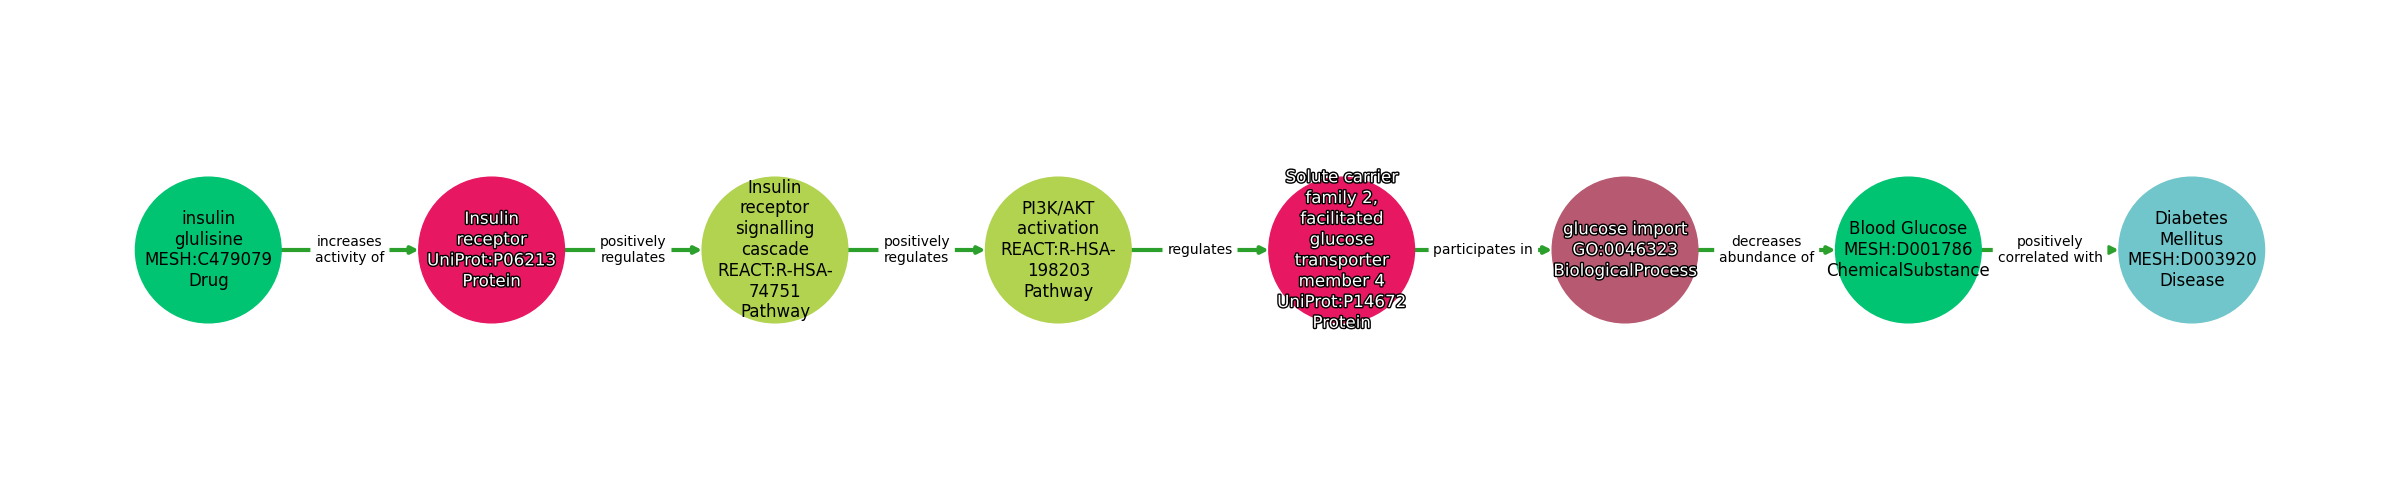 insulin
glulisine
MESH:C479079
Drug
increases
activity of
Insulin
receptor
UniProt:P06213
Protein
positively
regulates
Insulin
receptor
signalling
cascade
REACT:R-HSA-
74751
Pathway
positively
regulates
PI3K/AKT
activation
REACT:R-HSA-
198203
Pathway
regulates
Solute carrier
family 2,
facilitated
glucose
transporter
member 4
UniProt:P14672
Protein
participates in
glucose import
GO:0046323
BiologicalProcess
decreases
abundance of
Blood Glucose
MESH:D001786
ChemicalSubstance
positively
correlated with
Diabetes
Mellitus
MESH:D003920
Disease